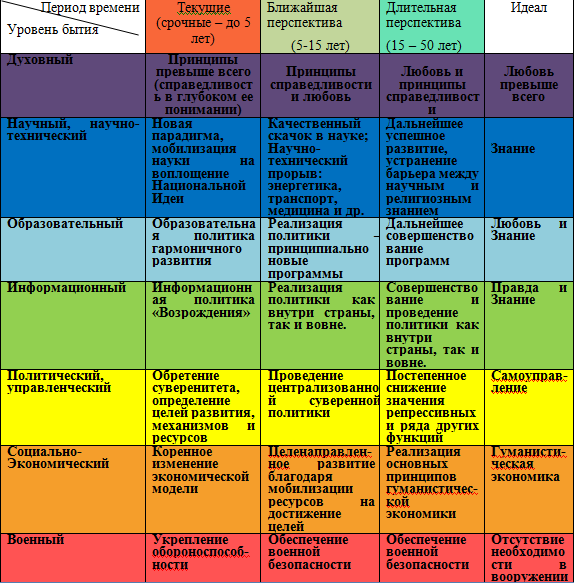 Период времени
Уровень бытия
Текущие
(срочные – до 5
лет)
Ближайшая
перспектива
(5-15 лет)
Длительная
перспектива
(15 – 50 лет)
Идеал
Духовный
Принципы
превыше всего
(справедливост
ь в глубоком ее
понимании)
Принципы
справедливости
и любовь
Любовь и
принципы
справедливост
и
Любовь
превыше
всего
Научный, научно-
технический
Новая
парадигма,
мобилизация
науки на
воплощение
Национальной
Идеи
Качественный
скачок в науке;
Научно-
технический
прорыв:
энергетика,
транспорт,
медицина и др.
Дальнейшее
успешное
развитие,
устранение
барьера между
научным и
религиозным
знанием
Знание
Образовательный
Образовательна
я политика
гармоничного
развития
Реализация
политики –
принципиально
новые
программы
Дальнейшее
совершенство
вание
программ
Любовь и
Знание
Информационный
Информационн
ая политика
«Возрождения»
Реализация
политики как
внутри страны,
так и вовне.
Совершенство
вание и
проведение
политики как
внутри
страны, так и
вовне.
Правда и
Знание
Политический,
управленческий
Обретение
суверенитета,
определение
целей развития,
механизмов и
ресурсов
Проведение
централизованно
й суверенной
политики
Постепенное
снижение
значения
репрессивных
и ряда других
функций
Самоуправ-
ление
Социально-
Экономический
Коренное
изменение
экономической
модели
Целенаправлен-
ное развитие
благодаря
мобилизации
ресурсов на
достижение
целей
Реализация
основных
принципов
гуманистичес-
кой
экономики
Гуманисти-
ческая
экономика
Военный
Укрепление
обороноспособ-
ности
Обеспечение
военной
безопасности
Обеспечение
военной
безопасности
Отсутствие
необходимо
сти в
вооружении